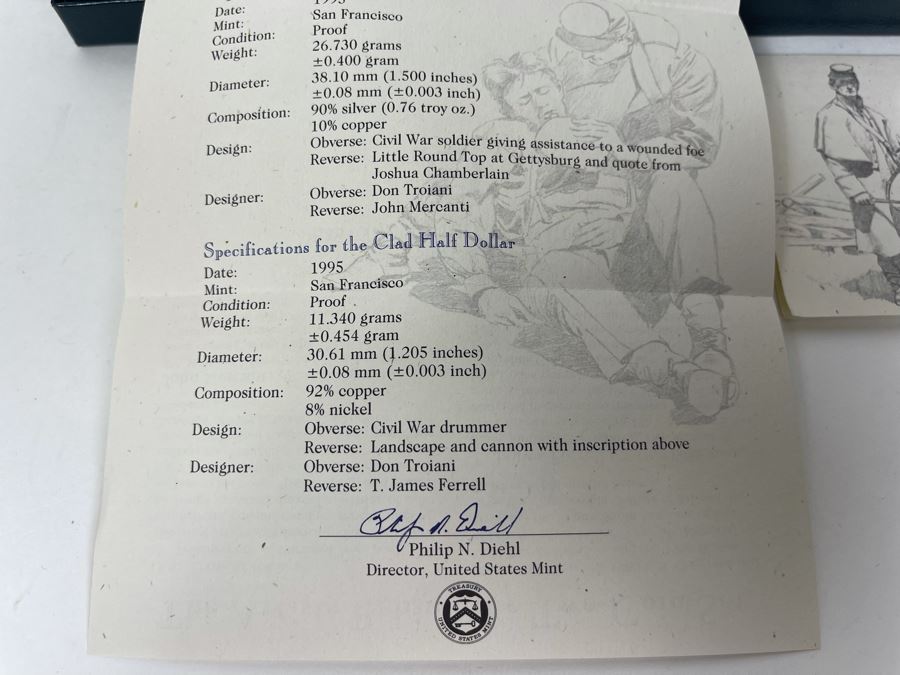 1995
Date:
San Francisco
Mint:
Proof
Condition:
26.730 grams
Weight:
±0.400 gram
38.10 mm (1.500 inches)
Diameter:
±0.08 mm (±0.003 inch)
90% silver (0.76 troy oz.)
Composition:
10% copper
Design: Obverse: Civil War soldier giving assistance to a wounded foe
Reverse: Little Round Top at Gettysburg and quote from
Joshua Chamberlain
Designer: Obverse: Don Troiani
Reverse: John Mercanti
Specifications for the Clad Half Dollar
Date: 1995
Mint: San Francisco
Condition: Proof
Weight: 11.340 grams
±0.454 gram
Diameter: 30.61 mm (1.205 inches)
±0.08 mm (±0.003 inch)
Composition: 92% copper
8% nickel
Design: Obverse: Civil War drummer
Reverse: Landscape and cannon with inscription above
Designer: Obverse: Don Troiani
Reverse: T. James Ferrell
Philip N. Diehl
Philip N. Diehl
Director, United States Mint
TREASURY
UNITED STATES MINT